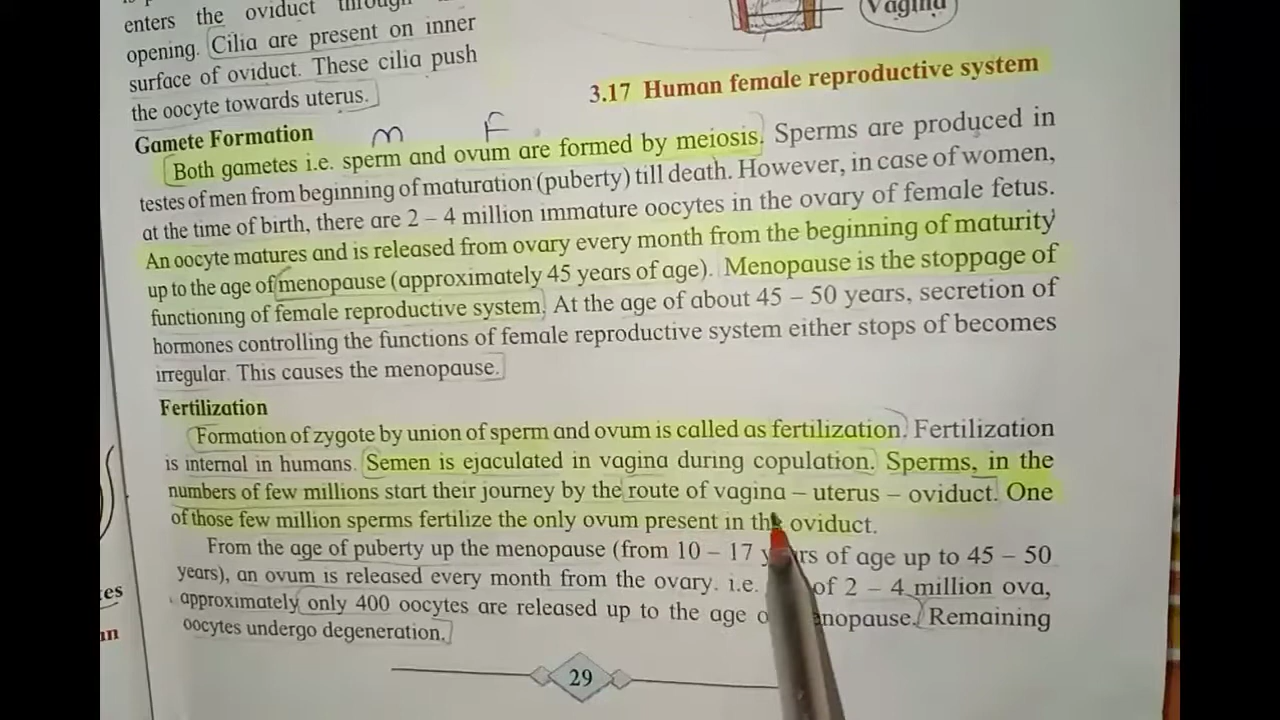 enters the oviduct through
opening. Cilia are present on inner
surface of oviduct. These cilia push
the oocyte towards uterus.
Vagina
3.17 Human female reproductive system
Gamete Formation
m F
Both gametes i.e. sperm and ovum are formed by meiosis. Sperms are produced in
testes of men from beginning of maturation (puberty) till death. However, in case of women,
at the time of birth, there are 2 – 4 million immature oocytes in the ovary of female fetus.
An oocyte matures and is released from ovary every month from the beginning of maturity
up to the age of menopause (approximately 45 years of age). Menopause is the stoppage of
functioning of female reproductive system. At the age of about 45 – 50 years, secretion of
hormones controlling the functions of female reproductive system either stops of becomes
irregular. This causes the menopause.
Fertilization
Formation of zygote by union of sperm and ovum is called as fertilization. Fertilization
is internal in humans. Semen is ejaculated in vagina during copulation. Sperms, in the
numbers of few millions start their journey by the route of vagina – uterus – oviduct. One
of those few million sperms fertilize the only ovum present in the oviduct.
From the age of puberty up the menopause (from 10 – 17 years of age up to 45 – 50
years), an ovum is released every month from the ovary. i.e. of 2 – 4 million ova,
approximately only 400 oocytes are released up to the age menopause. Remaining
oocytes undergo degeneration.
29